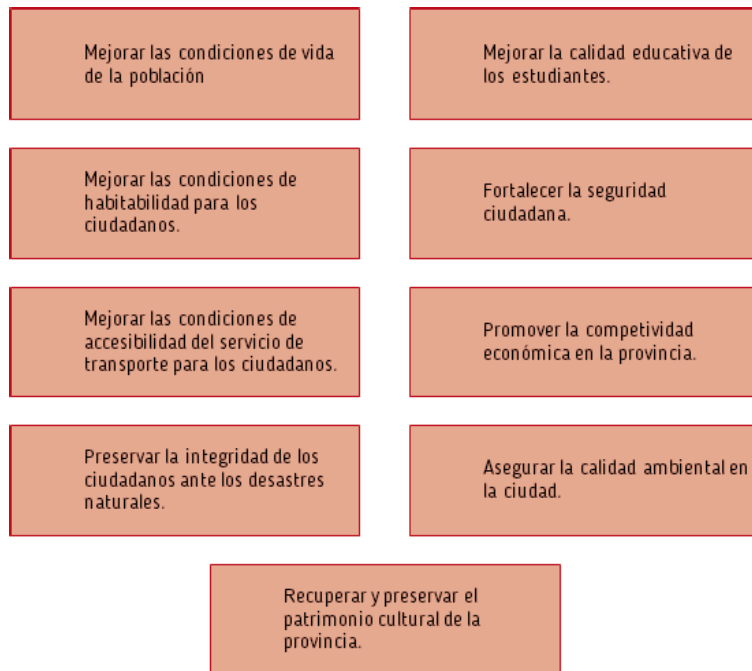 Mejorar las condiciones de vida
de la población
Mejorar la calidad educativa de
los estudiantes.
Mejorar las condiciones de
habitabilidad para los
ciudadanos.
Fortalecer la seguridad
ciudadana.
Mejorar las condiciones de
accesibilidad del servicio de
transporte para los ciudadanos.
Promover la competividad
económica en la provincia.
Preservar la integridad de los
ciudadanos ante los desastres
naturales.
Asegurar la calidad ambiental en
la ciudad.
Recuperar y preservar el
patrimonio cultural de la
provincia.